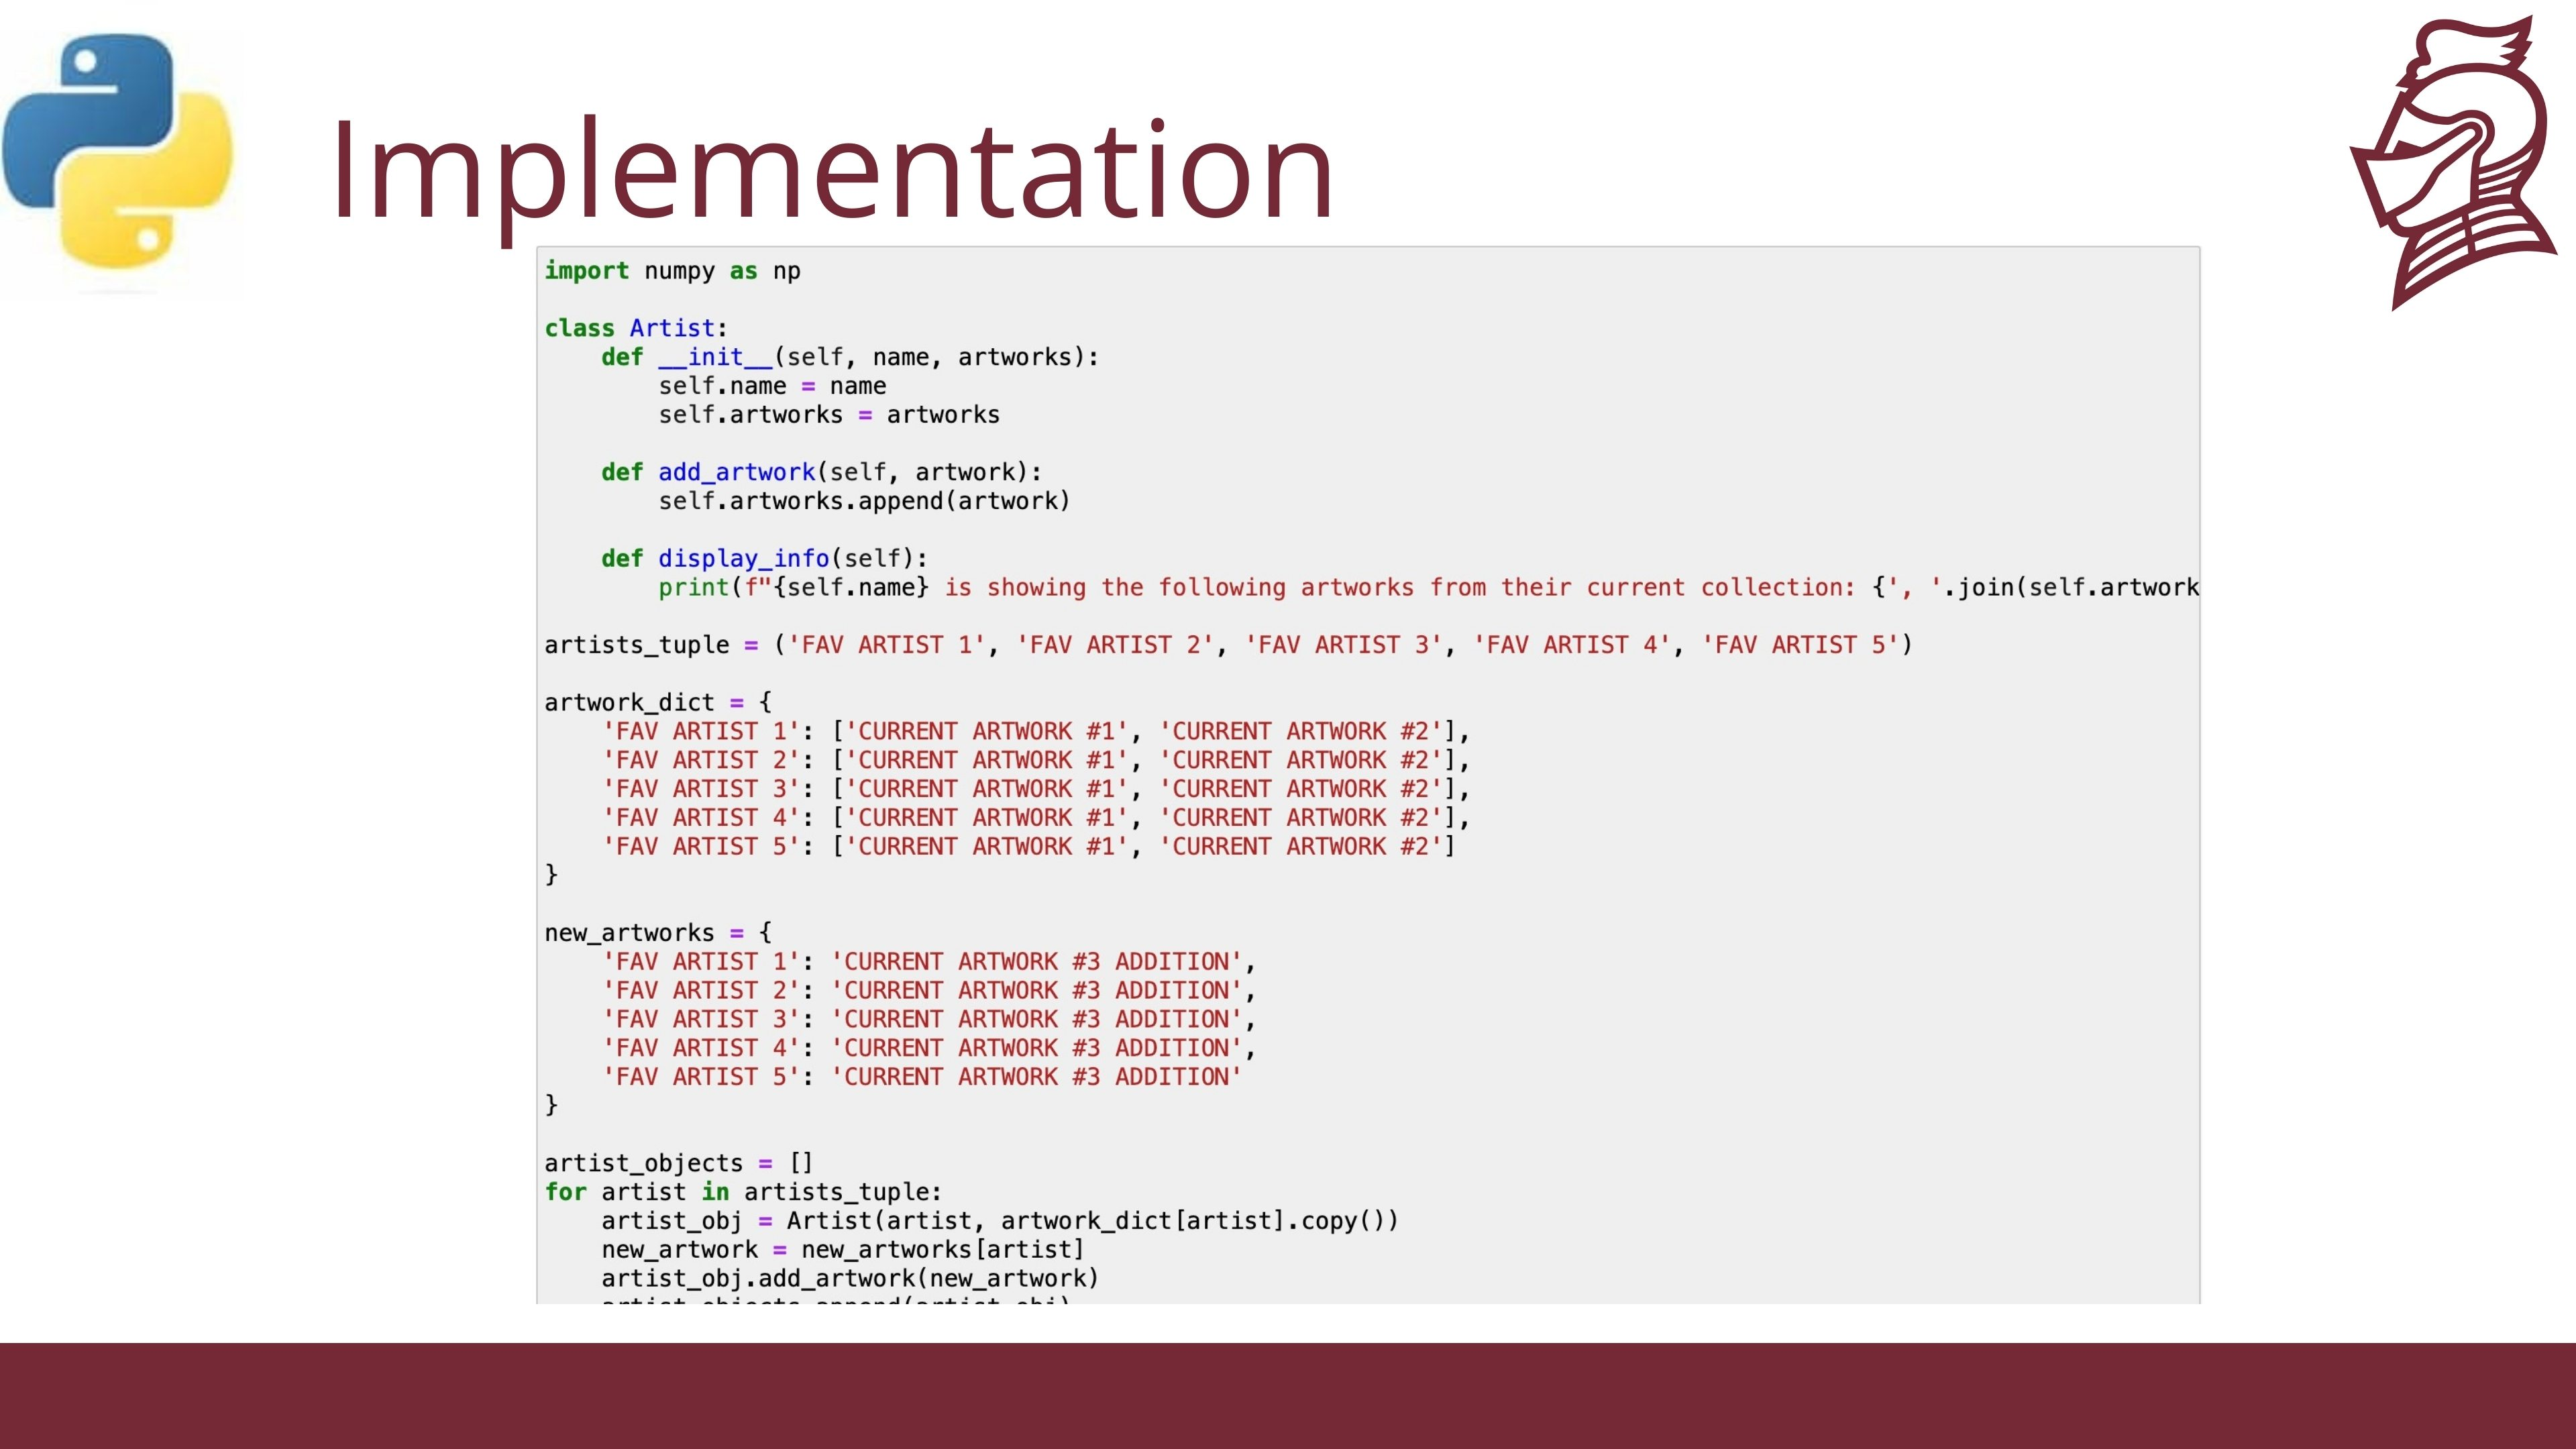 Implementation
import numpy as np
class Artist:
    def __init__(self, name, artworks):
        self.name = name
        self.artworks = artworks
    def add_artwork(self, artwork):
        self.artworks.append(artwork)
    def display_info(self):
        print(f"{self.name} is showing the following artworks from their current collection: {', '.join(self.artwork
artists_tuple = ('FAV ARTIST 1', 'FAV ARTIST 2', 'FAV ARTIST 3', 'FAV ARTIST 4', 'FAV ARTIST 5')
artwork_dict = {
    'FAV ARTIST 1': ['CURRENT ARTWORK #1', 'CURRENT ARTWORK #2'],
    'FAV ARTIST 2': ['CURRENT ARTWORK #1', 'CURRENT ARTWORK #2'],
    'FAV ARTIST 3': ['CURRENT ARTWORK #1', 'CURRENT ARTWORK #2'],
    'FAV ARTIST 4': ['CURRENT ARTWORK #1', 'CURRENT ARTWORK #2'],
    'FAV ARTIST 5': ['CURRENT ARTWORK #1', 'CURRENT ARTWORK #2']
}
new_artworks = {
    'FAV ARTIST 1': 'CURRENT ARTWORK #3 ADDITION',
    'FAV ARTIST 2': 'CURRENT ARTWORK #3 ADDITION',
    'FAV ARTIST 3': 'CURRENT ARTWORK #3 ADDITION',
    'FAV ARTIST 4': 'CURRENT ARTWORK #3 ADDITION',
    'FAV ARTIST 5': 'CURRENT ARTWORK #3 ADDITION'
}
artist_objects = []
for artist in artists_tuple:
    artist_obj = Artist(artist, artwork_dict[artist].copy())
    new_artwork = new_artworks[artist]
    artist_obj.add_artwork(new_artwork)